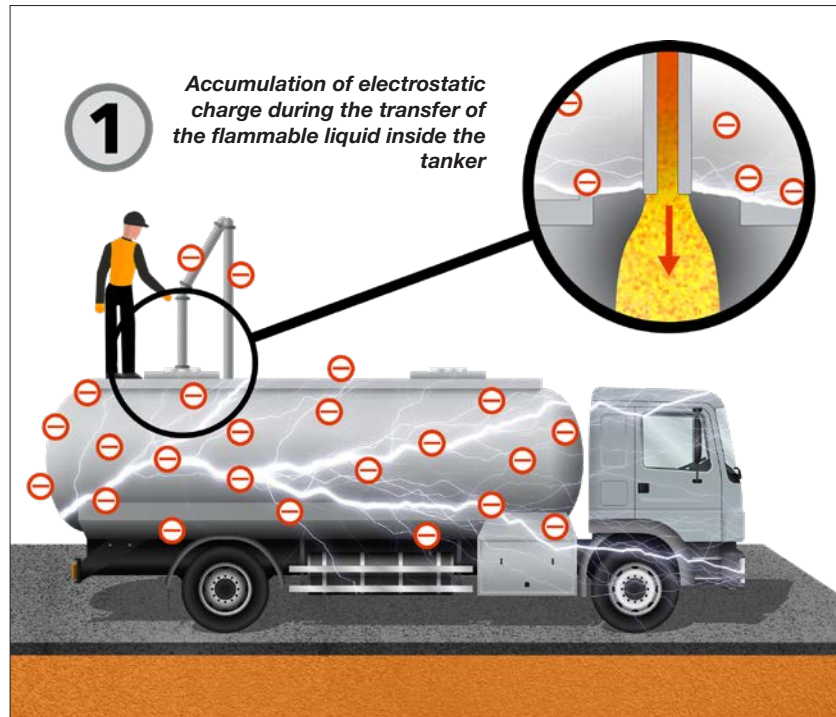 1
Accumulation of electrostatic
charge during the transfer of
the flammable liquid inside the
tanker